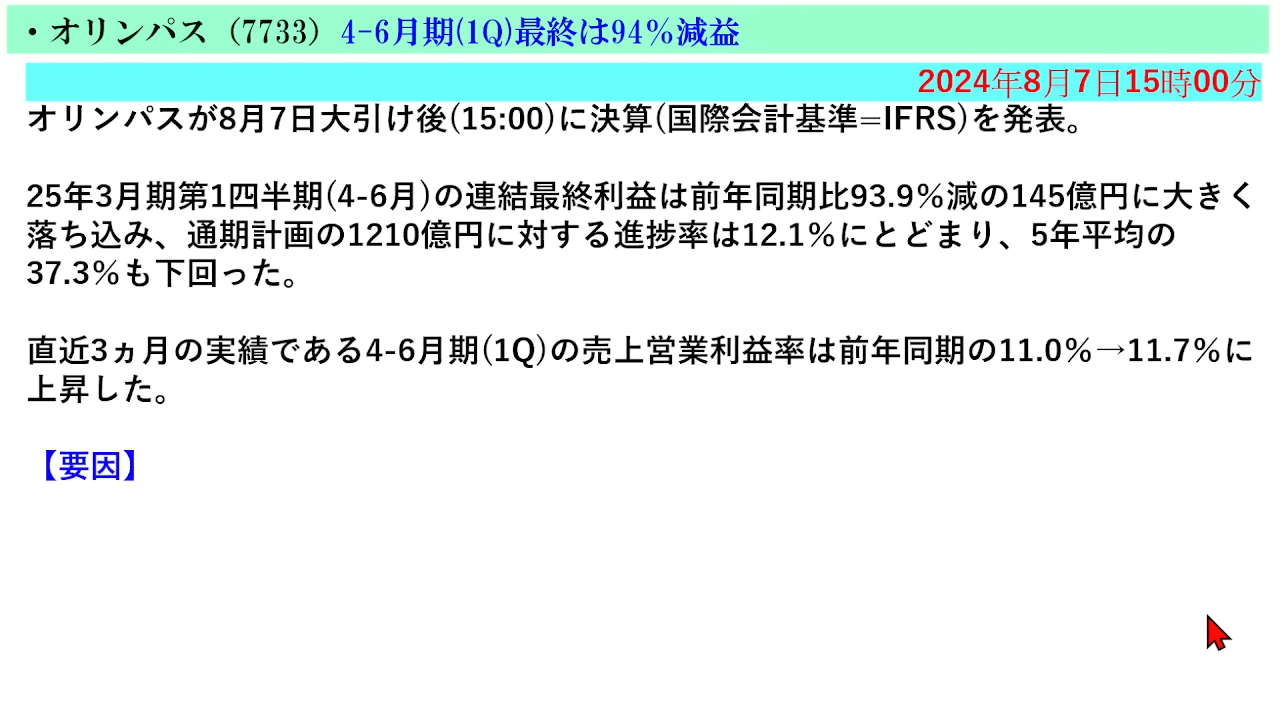 ・オリンパス（7733）4-6月期(1Q)最終は94％減益
2024年8月7日15時00分
オリンパスが8月7日大引け後(15:00)に決算(国際会計基準=IFRS)を発表。
25年3月期第1四半期(4-6月)の連結最終利益は前年同期比93.9％減の145億円に大きく
落ち込み、通期計画の1210億円に対する進捗率は12.1％にとどまり、5年平均の
37.3％も下回った。
直近3ヵ月の実績である4-6月期(1Q)の売上営業利益率は前年同期の11.0％→11.7％に
上昇した。
【要因】